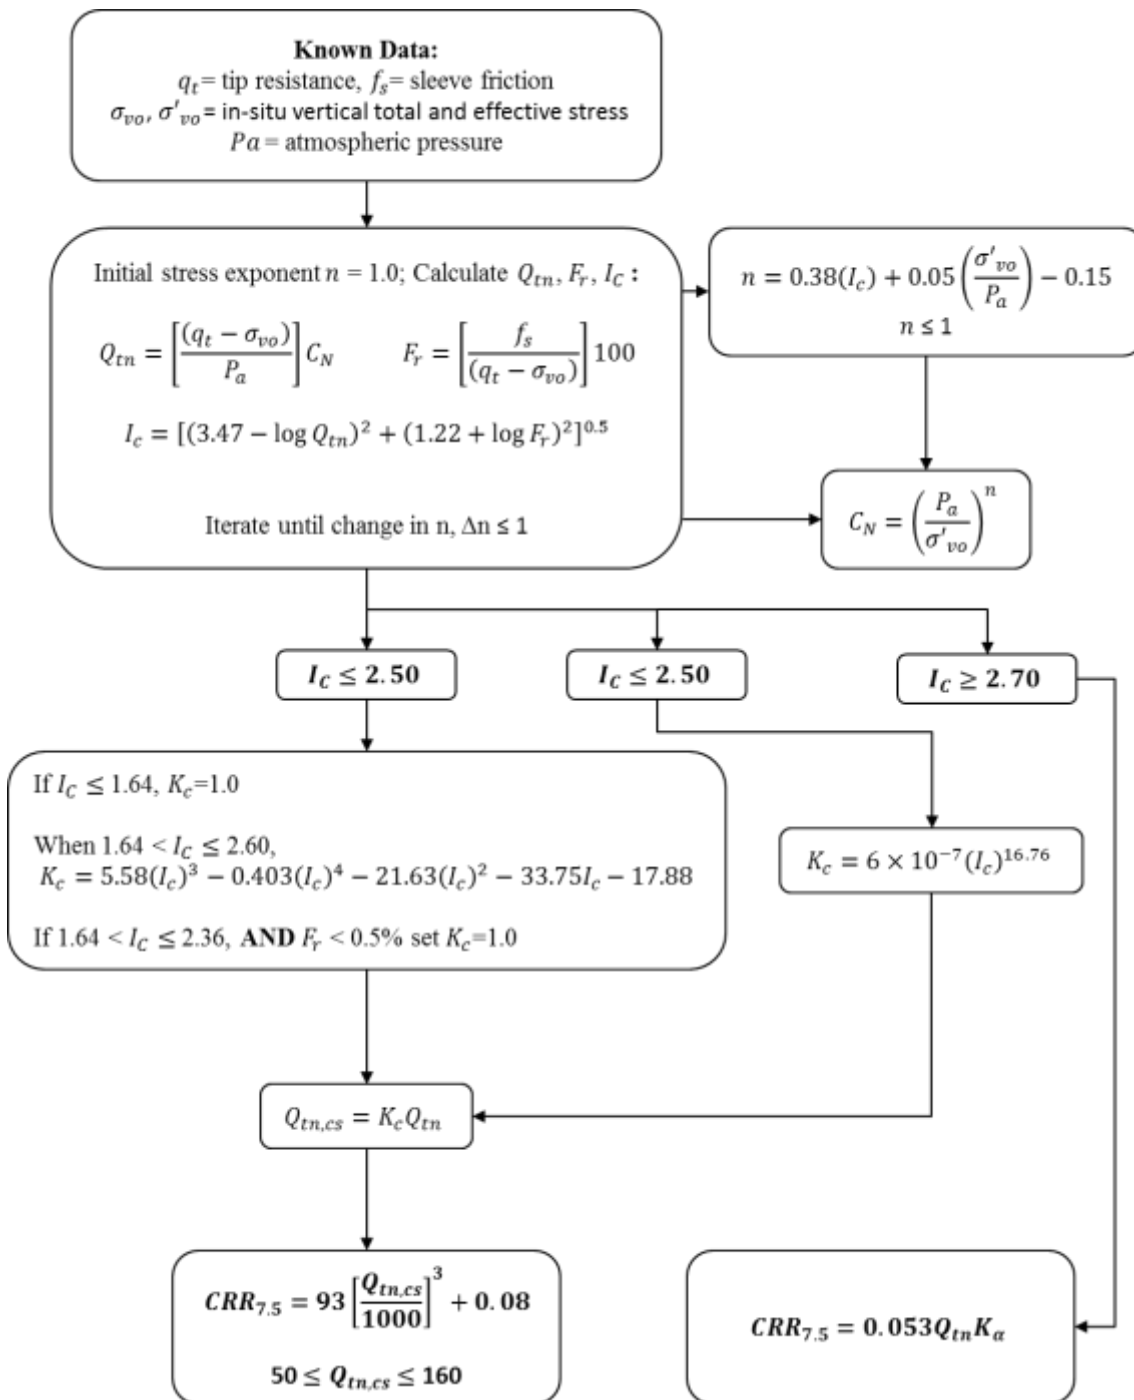 Known Data:
q_t= tip resistance, f_s= sleeve friction
σ_vo, σ'_vo= in-situ vertical total and effective stress
Pa= atmospheric pressure
Initial stress exponent n = 1.0; Calculate Q_tn, F_r, I_C :
Q_tn = [(q_t − σ_vo)/P_a] C_N F_r = [f_s/(q_t − σ_vo)] 100
I_c = [(3.47 − log Q_tn)^2 + (1.22 + log F_r)^2]^0.5
Iterate until change in n, Δn ≤ 1
n = 0.38(I_c) + 0.05 (σ'_vo/P_a) − 0.15
n ≤ 1
C_N = (P_a/σ'_vo)^n
I_C ≤ 2.50
I_C ≤ 2.50
I_C ≥ 2.70
If I_C ≤ 1.64, K_c=1.0
When 1.64 < I_C ≤ 2.60,
K_c = 5.58(I_c)^3 − 0.403(I_c)^4 − 21.63(I_c)^2 − 33.75I_c − 17.88
If 1.64 < I_C ≤ 2.36, AND F_r < 0.5% set K_c=1.0
K_c = 6 × 10^−7 (I_c)^16.76
Q_tn,cs = K_c Q_tn
CRR_7.5 = 93 [Q_tn,cs/1000]^3 + 0.08
50 ≤ Q_tn,cs ≤ 160
CRR_7.5 = 0.053Q_tn K_α